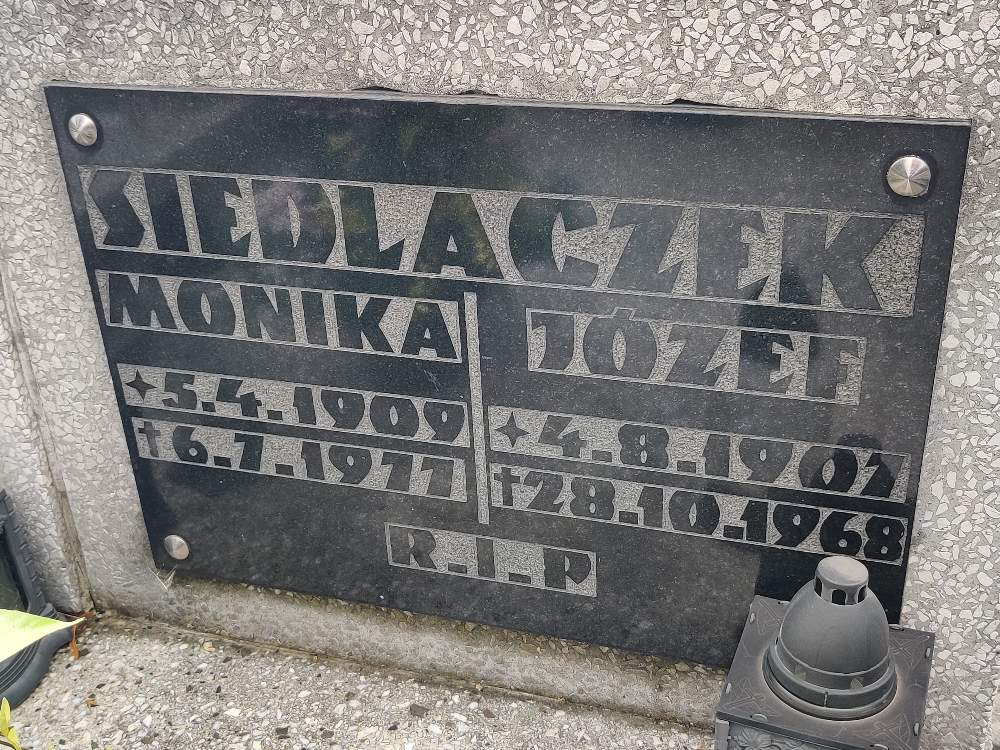 SIEDLACZEK
MONIKA
✦ 5.4.1909
† 6.7.1977
JÓZEF
✦ 4.8.1902
† 28.10.1968
R.I.P